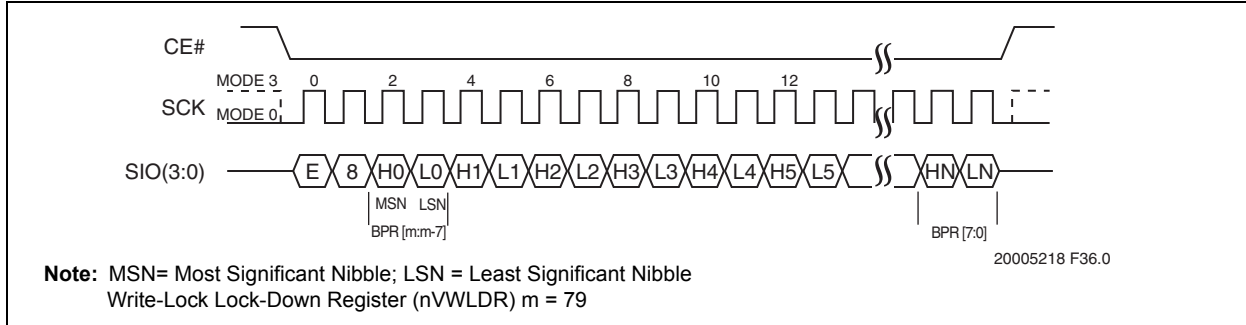 CE#
MODE 3 0 2 4 6 8 10 12
SCK
MODE 0
SIO(3:0) E 8 H0 L0 H1 L1 H2 L2 H3 L3 H4 L4 H5 L5 HN LN
MSN LSN
BPR [m:m-7] BPR [7:0]
20005218 F36.0
Note: MSN= Most Significant Nibble; LSN = Least Significant Nibble
Write-Lock Lock-Down Register (nVWLDR) m = 79